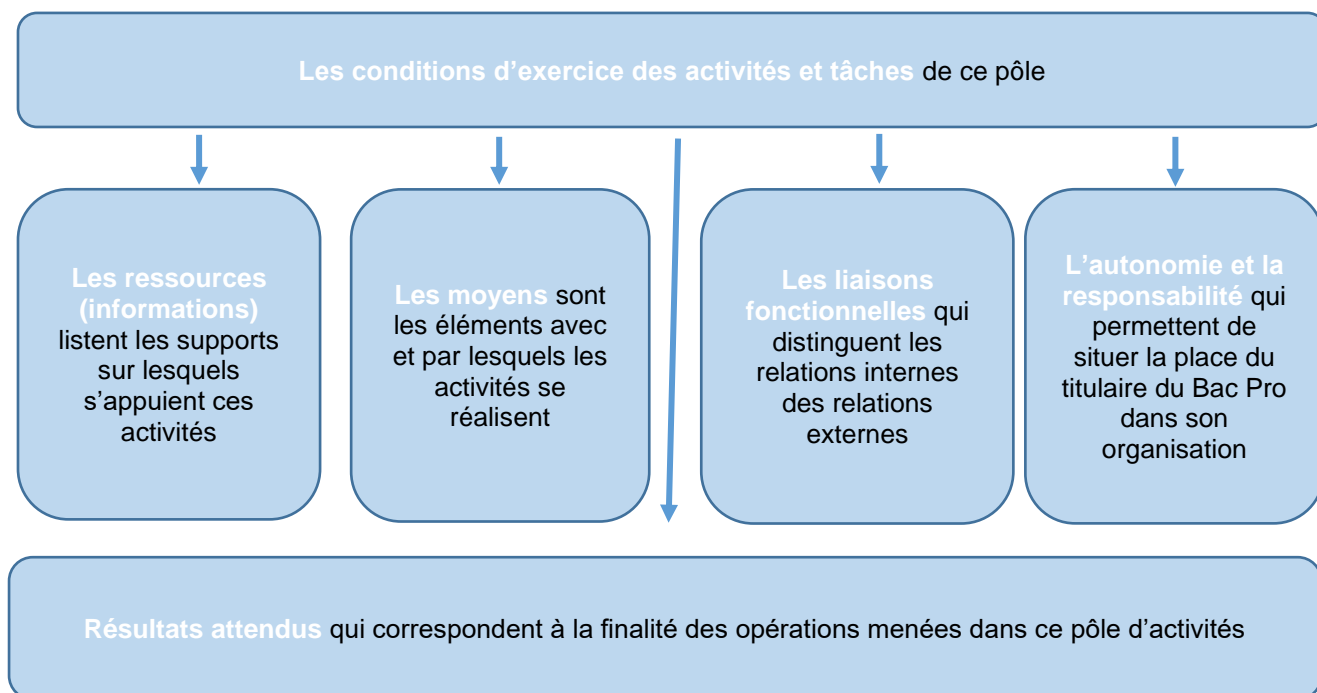 Les conditions d’exercice des activités et tâches de ce pôle
Les ressources
(informations)
listent les supports
sur lesquels
s’appuient ces
activités
Les moyens sont
les éléments avec
et par lesquels les
activités se
réalisent
Les liaisons
fonctionnelles qui
distinguent les
relations internes
des relations
externes
L’autonomie et la
responsabilité qui
permettent de
situer la place du
titulaire du Bac Pro
dans son
organisation
Résultats attendus qui correspondent à la finalité des opérations menées dans ce pôle d’activités